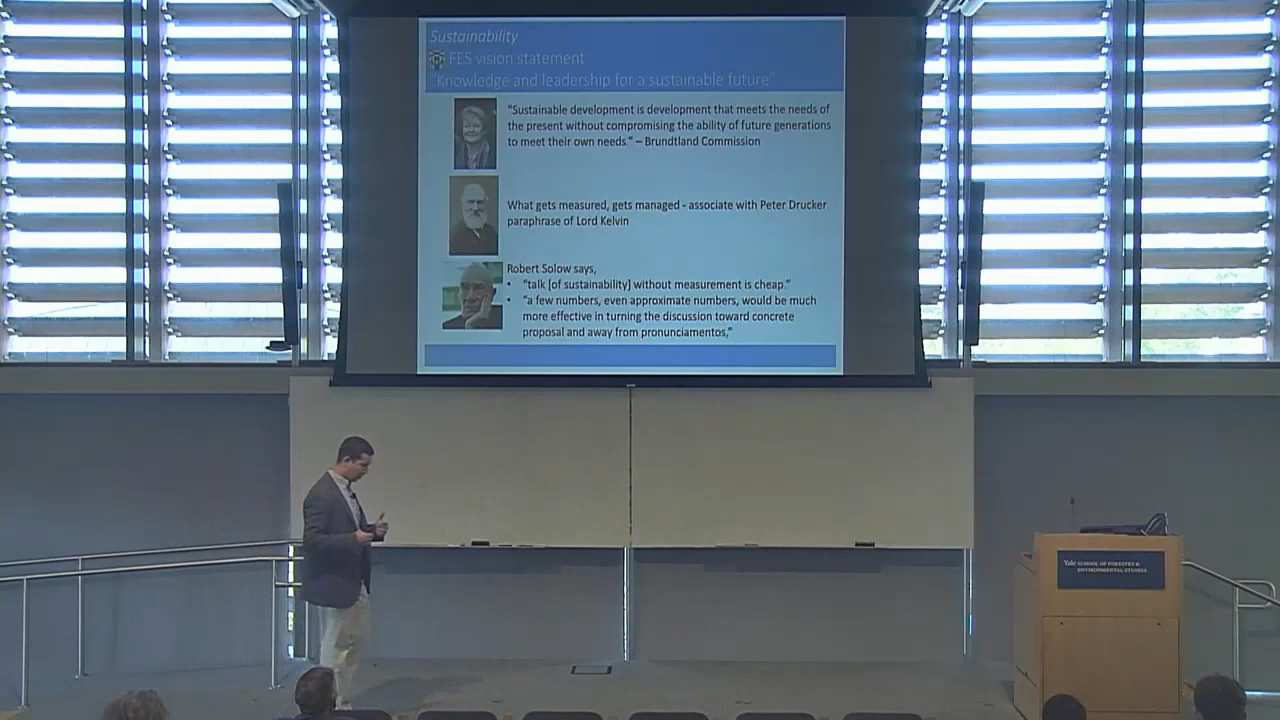 Sustainability
FES vision statement
"Knowledge and leadership for a sustainable future"
"Sustainable development is development that meets the needs of
the present without compromising the ability of future generations
to meet their own needs." – Brundtland Commission
What gets measured, gets managed - associate with Peter Drucker
paraphrase of Lord Kelvin
Robert Solow says,
• "talk [of sustainability] without measurement is cheap."
• "a few numbers, even approximate numbers, would be much
more effective in turning the discussion toward concrete
proposal and away from pronunciamentos,"
Yale SCHOOL OF FORESTRY &
ENVIRONMENTAL STUDIES